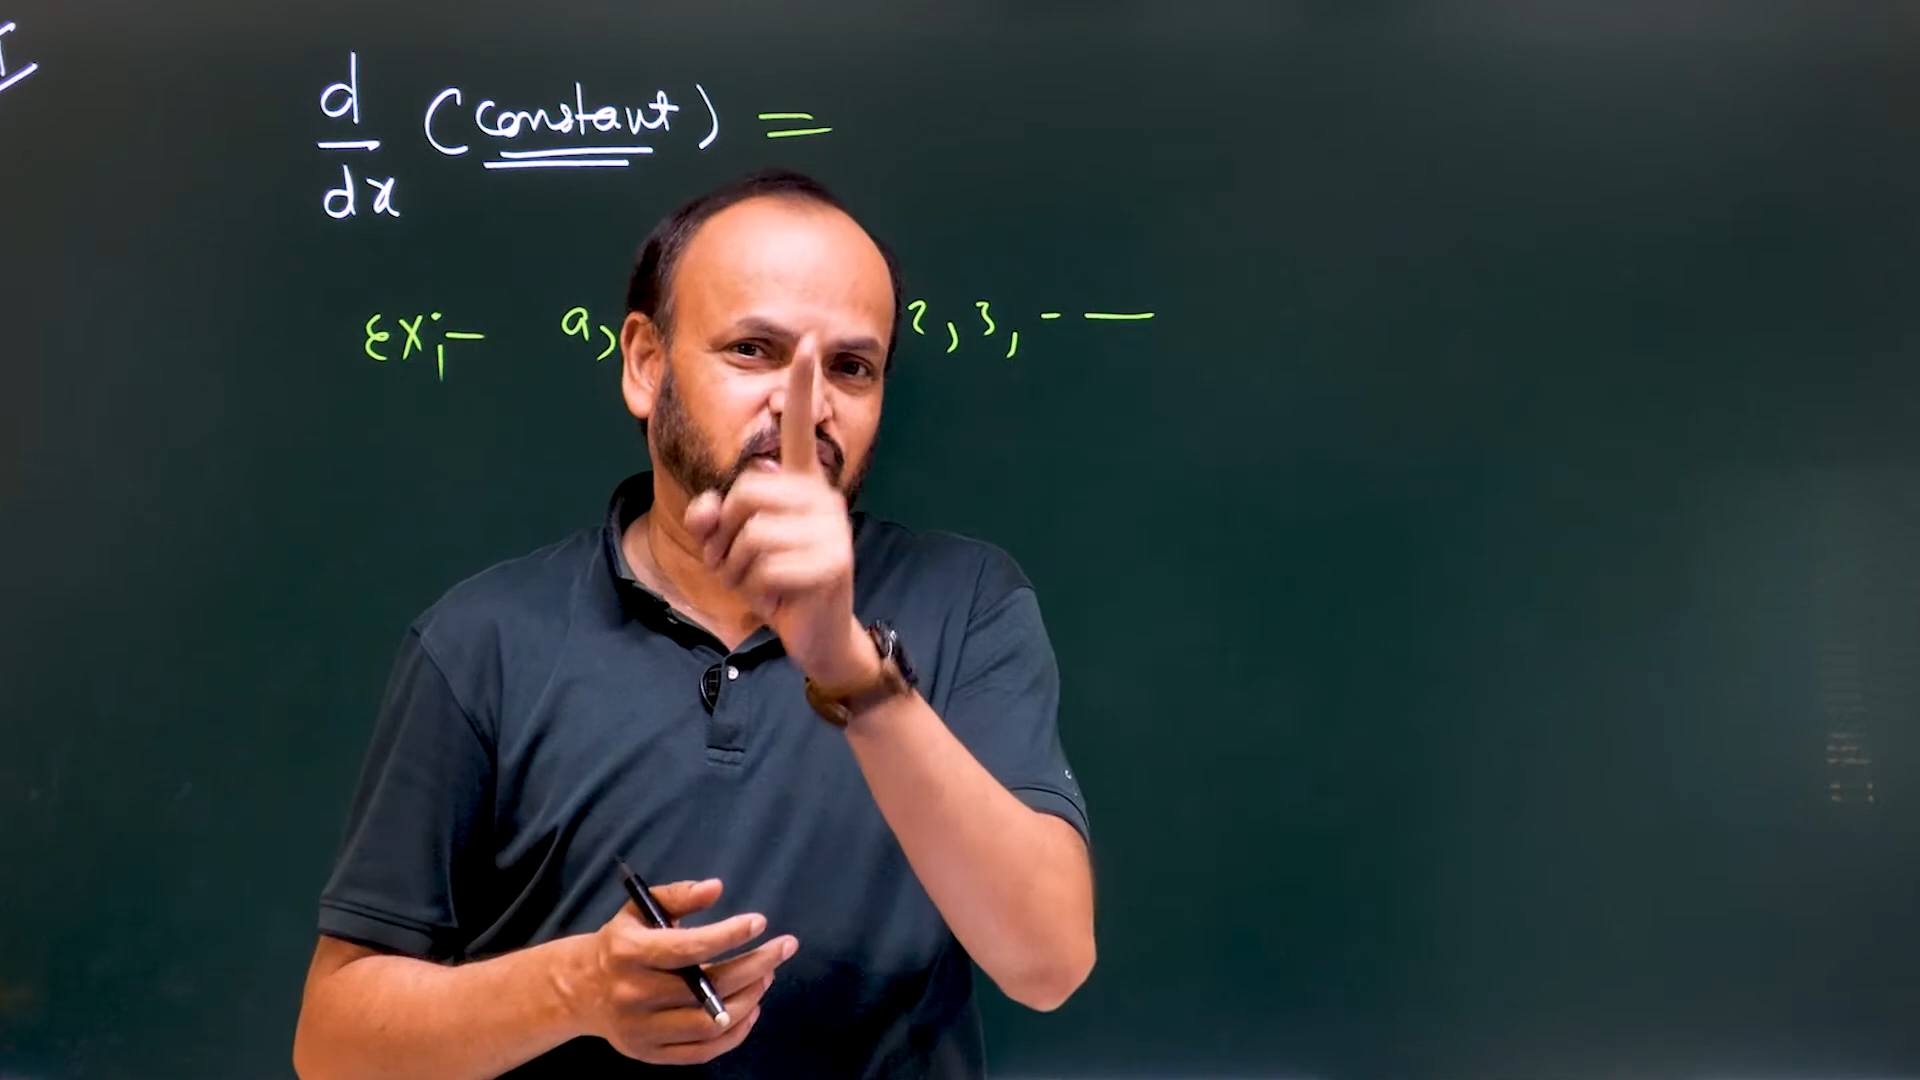 d/dx (constant) =
Ex:- a, 2, 3, - —